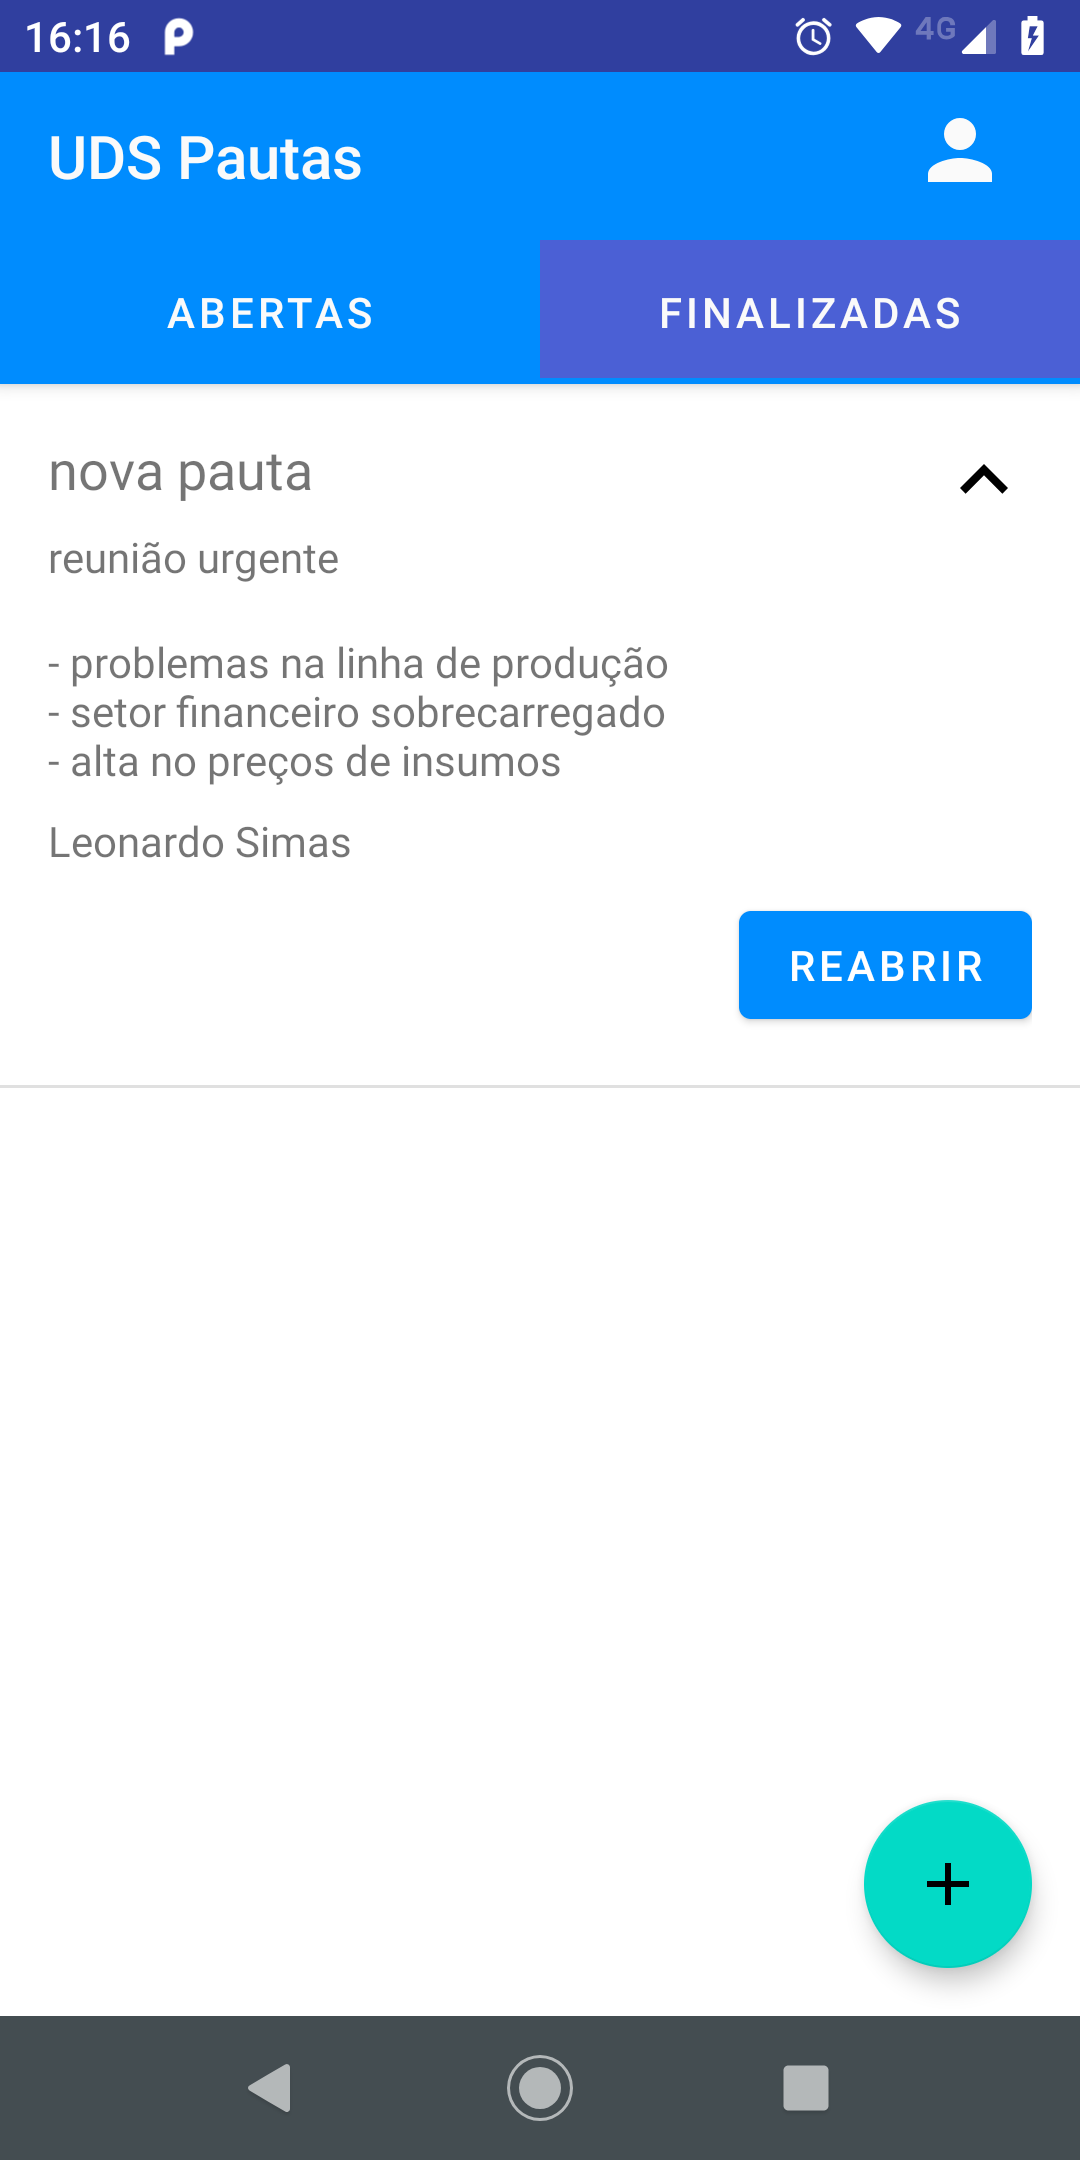 16:16
4G
UDS Pautas
ABERTAS
FINALIZADAS
nova pauta
reunião urgente
- problemas na linha de produção
- setor financeiro sobrecarregado
- alta no preços de insumos
Leonardo Simas
REABRIR